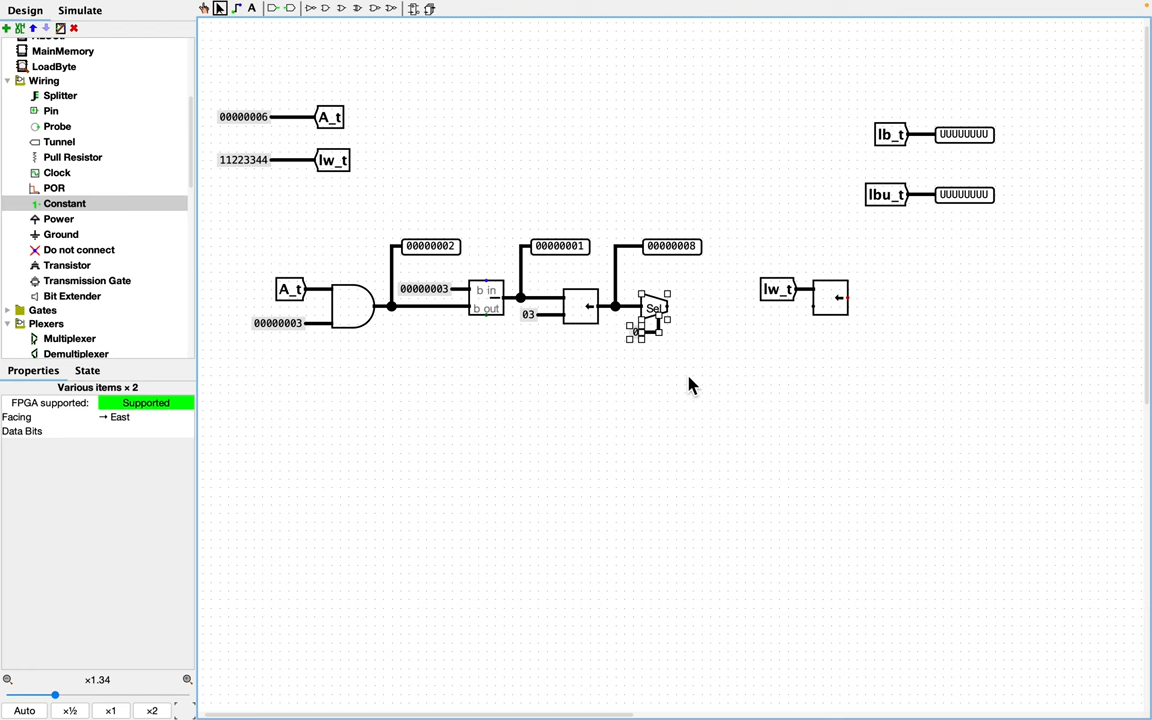 Design
Simulate
VH
DL
A
MainMemory
LoadByte
Wiring
Splitter
Pin
Probe
Tunnel
Pull Resistor
Clock
POR
Constant
Power
Ground
Do not connect
Transistor
Transmission Gate
Bit Extender
Gates
Plexers
Multiplexer
Demultiplexer
Properties
State
Various items × 2
FPGA supported:
Supported
Facing
→ East
Data Bits
×1.34
Auto
×½
×1
×2
00000006
A_t
11223344
lw_t
lb_t
UUUUUUUU
lbu_t
UUUUUUUU
00000002
00000001
00000008
A_t
00000003
00000003
b in
b out
03
Sel
0
lw_t